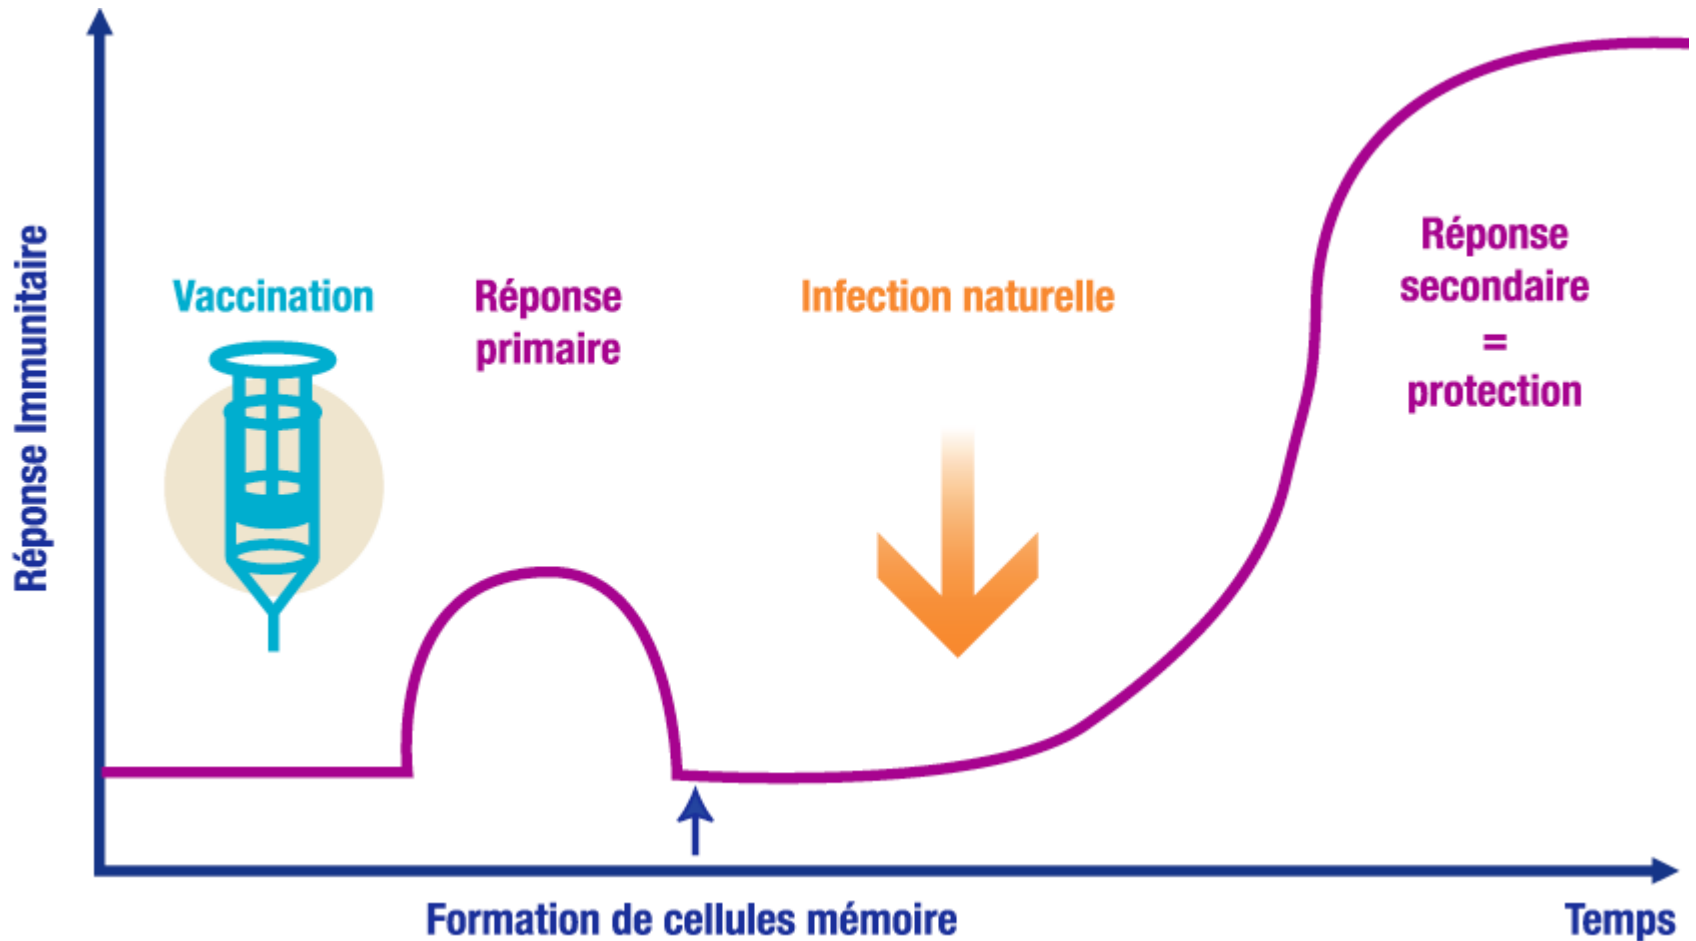 Réponse Immunitaire
Vaccination
Réponse
primaire
Infection naturelle
Réponse
secondaire
=
protection
Formation de cellules mémoire
Temps